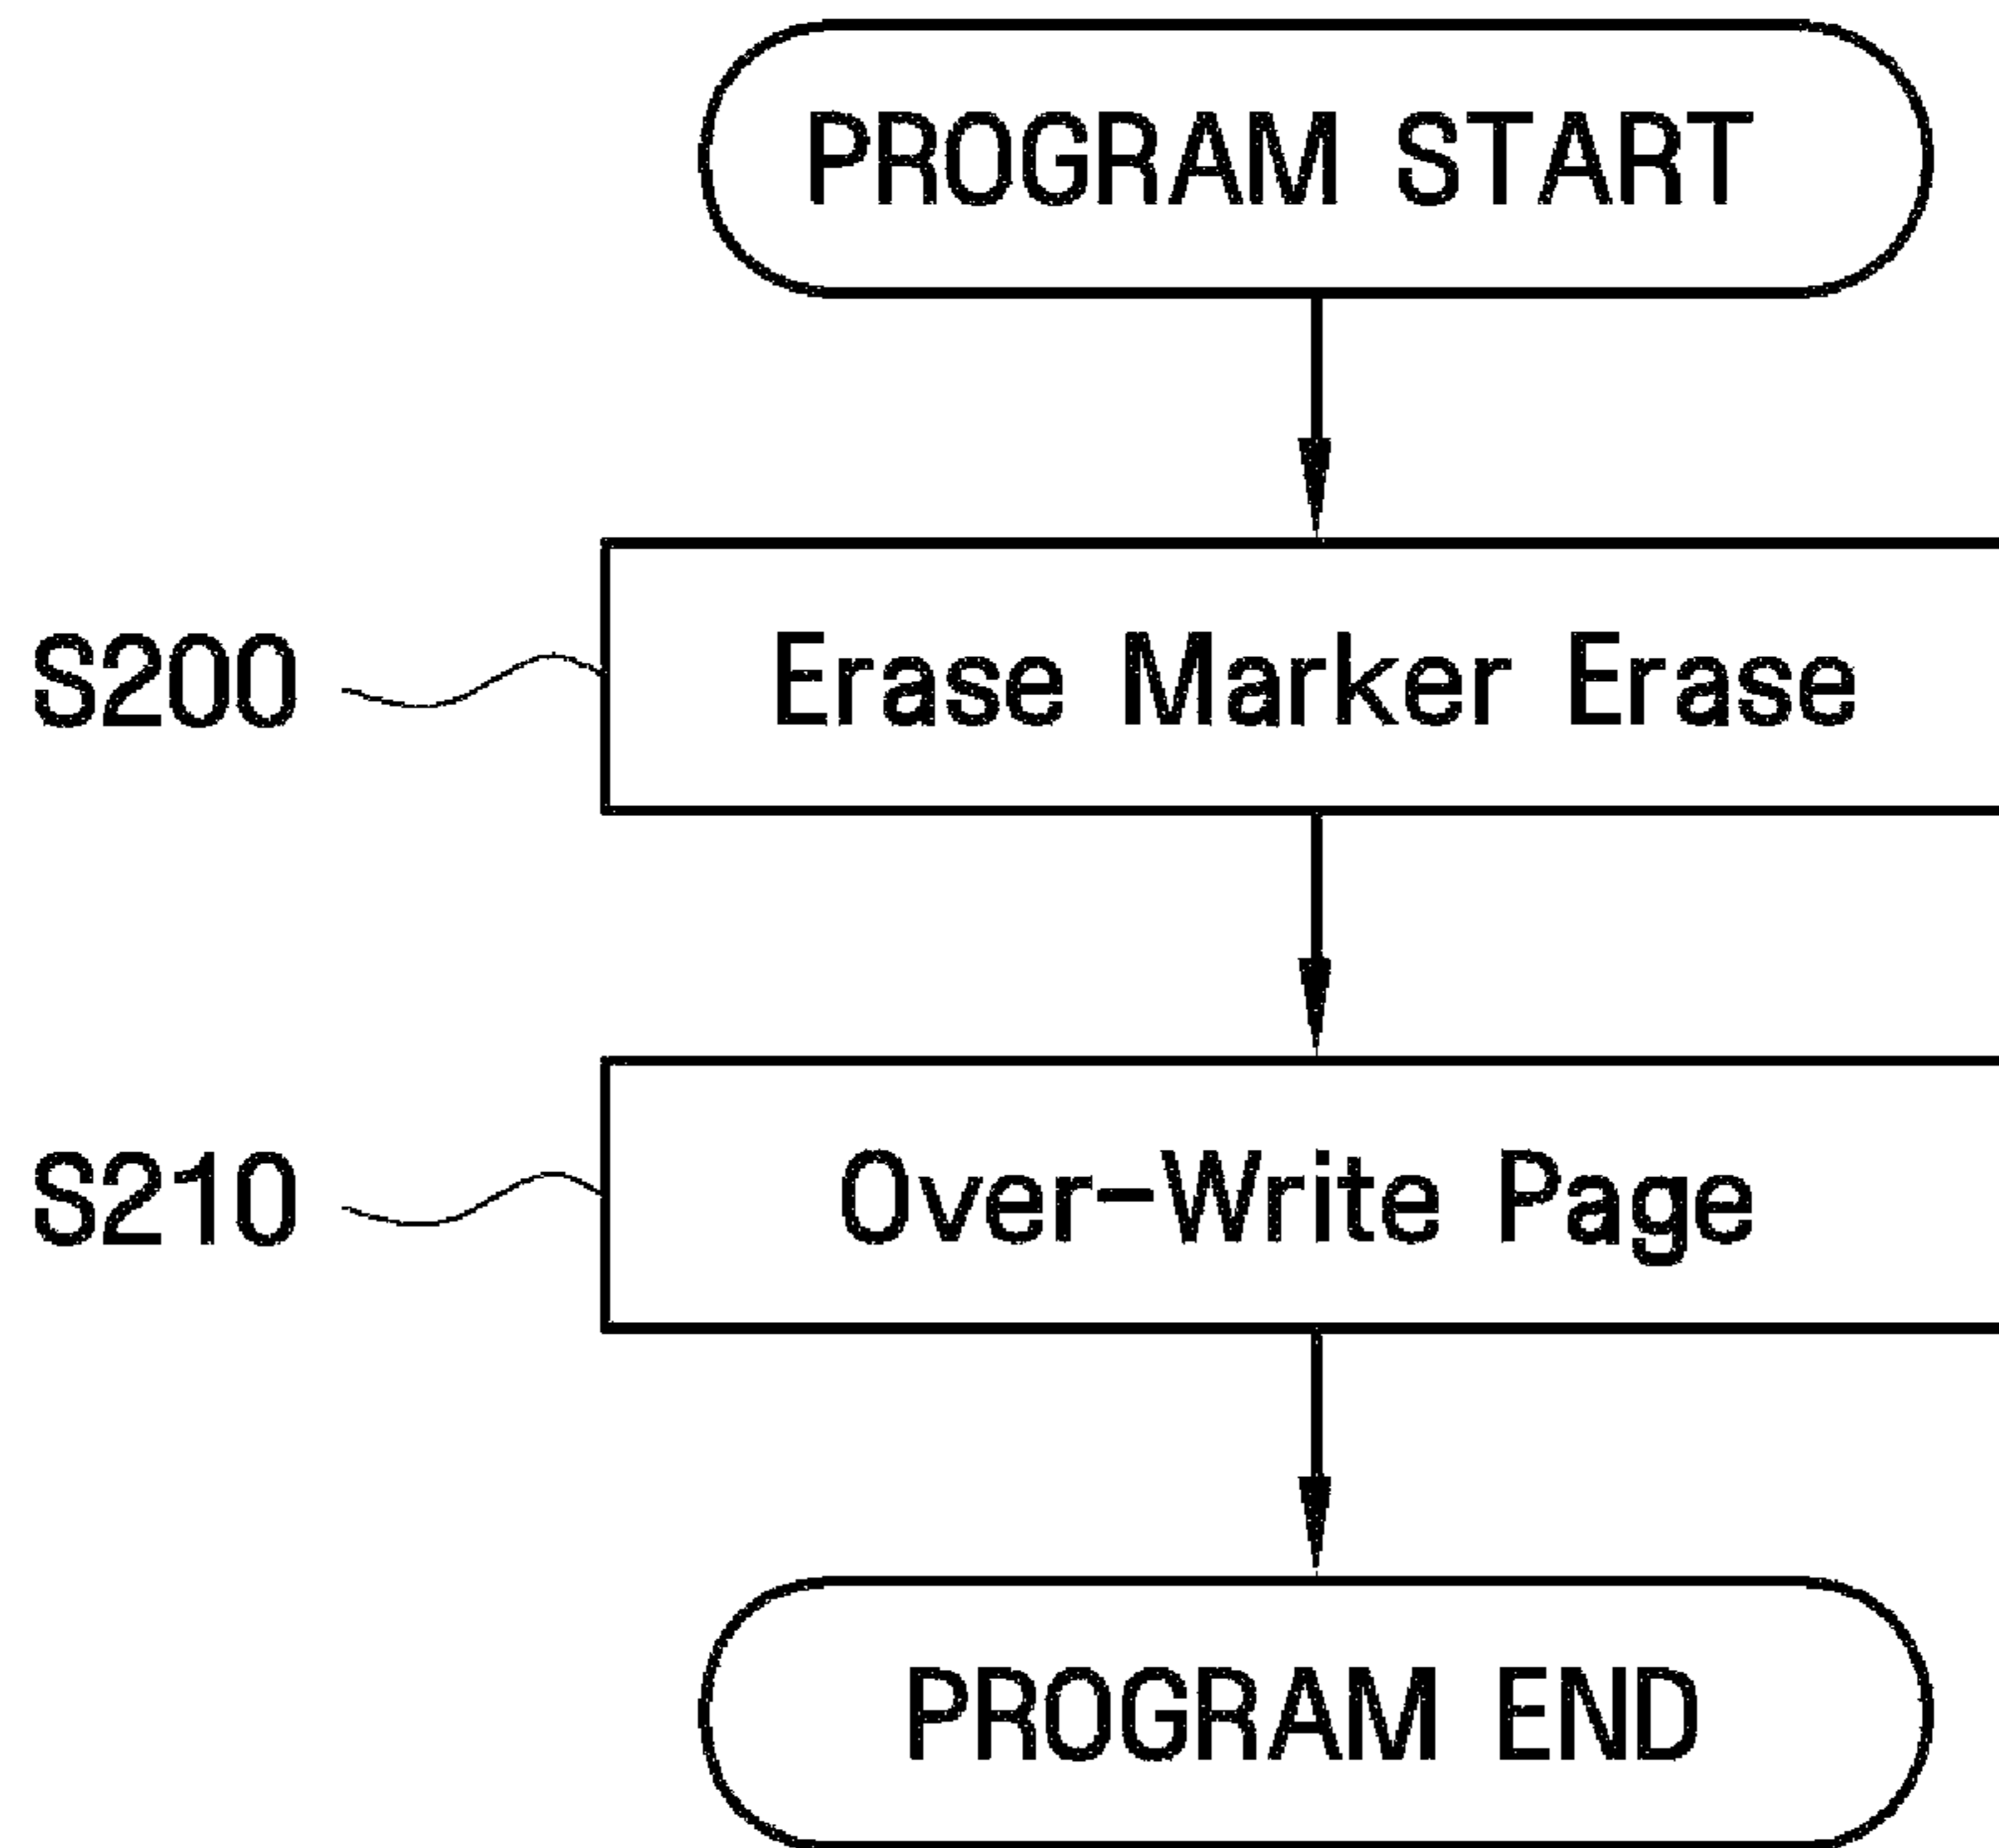 PROGRAM START
S200 Erase Marker Erase
S210 Over-Write Page
PROGRAM END